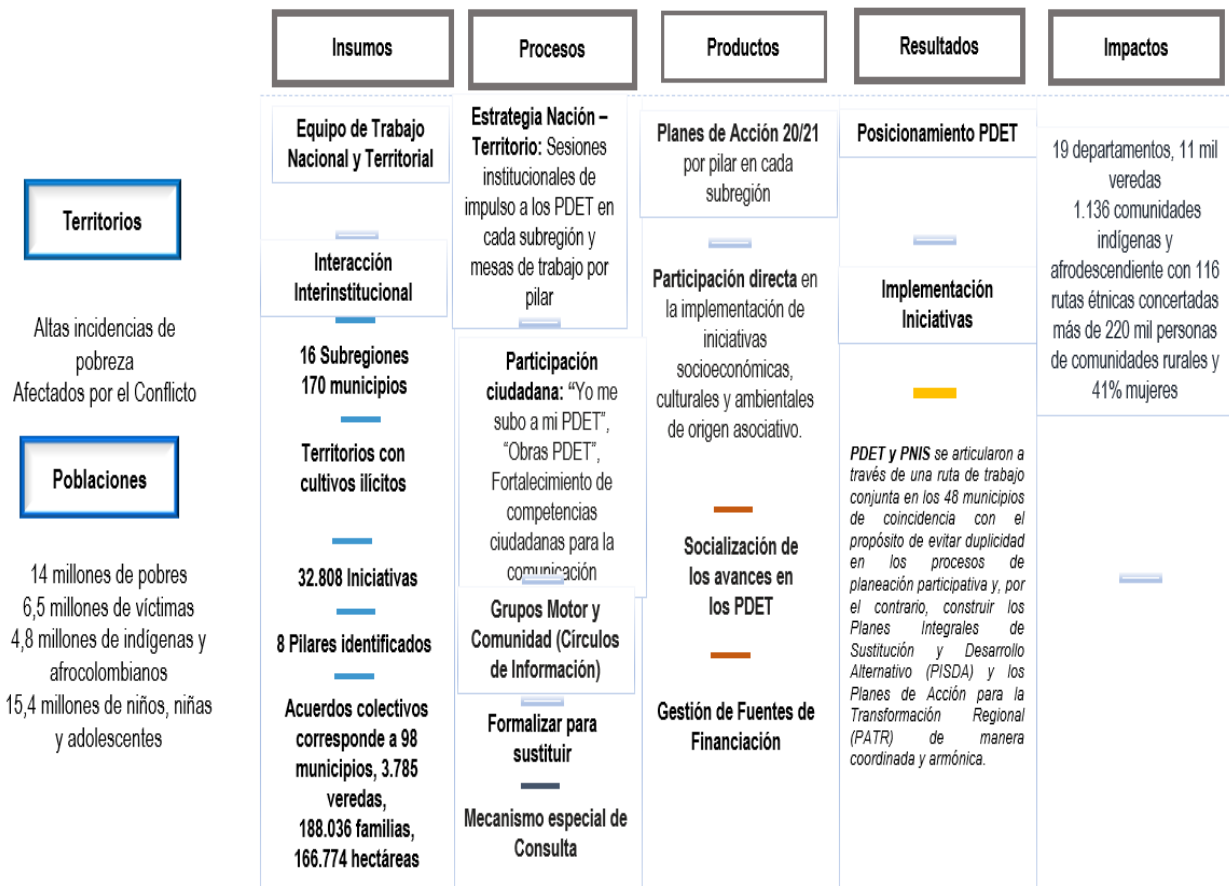 Insumos
Procesos
Productos
Resultados
Impactos
Territorios
Altas incidencias de
pobreza
Afectados por el Conflicto
Poblaciones
14 millones de pobres
6,5 millones de víctimas
4,8 millones de indígenas y
afrocolombianos
15,4 millones de niños, niñas
y adolescentes
Equipo de Trabajo
Nacional y Territorial
Interacción
Interinstitucional
16 Subregiones
170 municipios
Territorios con
cultivos ilícitos
32.808 Iniciativas
8 Pilares identificados
Acuerdos colectivos
corresponde a 98
municipios, 3.785
veredas,
188.036 familias,
166.774 hectáreas
Estrategia Nación –
Territorio: Sesiones
institucionales de
impulso a los PDET en
cada subregión y
mesas de trabajo por
pilar
Participación
ciudadana: “Yo me
subo a mi PDET”,
“Obras PDET”,
Fortalecimiento de
competencias
ciudadanas para la
comunicación
Grupos Motor y
Comunidad (Círculos
de Información)
Formalizar para
sustituir
Mecanismo especial de
Consulta
Planes de Acción 20/21
por pilar en cada
subregión
Participación directa en
la implementación de
iniciativas
socioeconómicas,
culturales y ambientales
de origen asociativo.
Socialización de
los avances en
los PDET
Gestión de Fuentes de
Financiación
Posicionamiento PDET
Implementación
Iniciativas
PDET y PNIS se articularon a
través de una ruta de trabajo
conjunta en los 48 municipios
de coincidencia con el
propósito de evitar duplicidad
en los procesos de
planeación participativa y, por
el contrario, construir los
Planes Integrales de
Sustitución y Desarrollo
Alternativo (PISDA) y los
Planes de Acción para la
Transformación Regional
(PATR) de manera
coordinada y armónica.
19 departamentos, 11 mil
veredas
1.136 comunidades
indígenas y
afrodescendiente con 116
rutas étnicas concertadas
más de 220 mil personas
de comunidades rurales y
41% mujeres